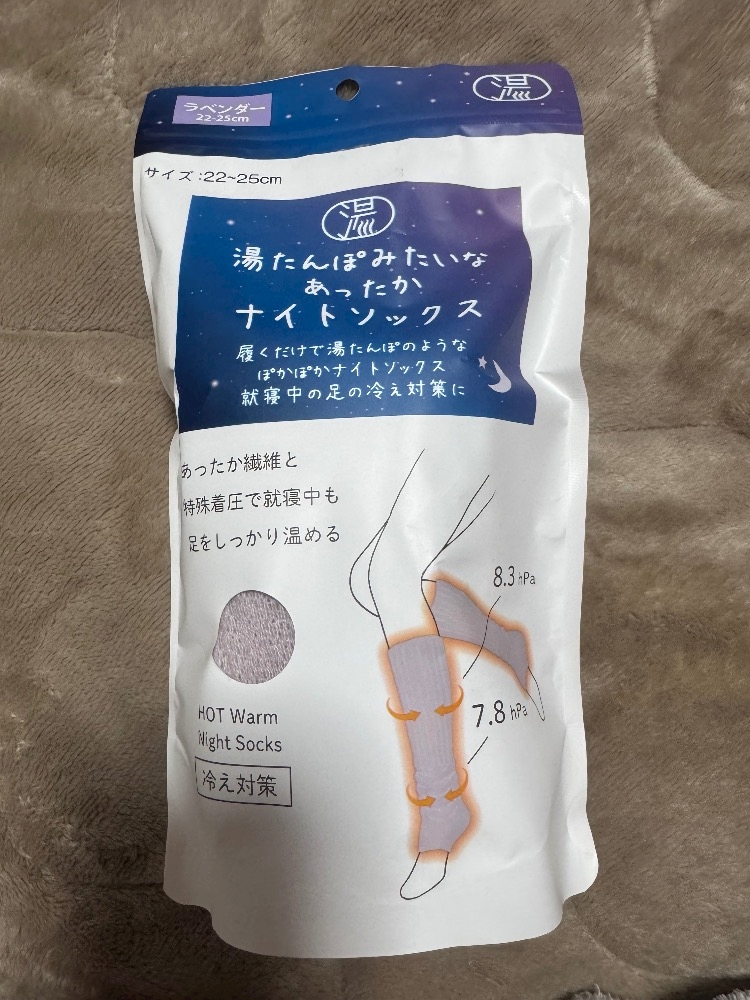 ラベンダー
22-25cm
湯
サイズ:22~25cm
湯
湯たんぽみたいな
あったか
ナイトソックス
履くだけで湯たんぽのような
ぽかぽかナイトソックス
就寝中の足の冷え対策に
あったか繊維と
特殊着圧で就寝中も
足をしっかり温める
8.3 hPa
7.8 hPa
HOT Warm
Night Socks
冷え対策